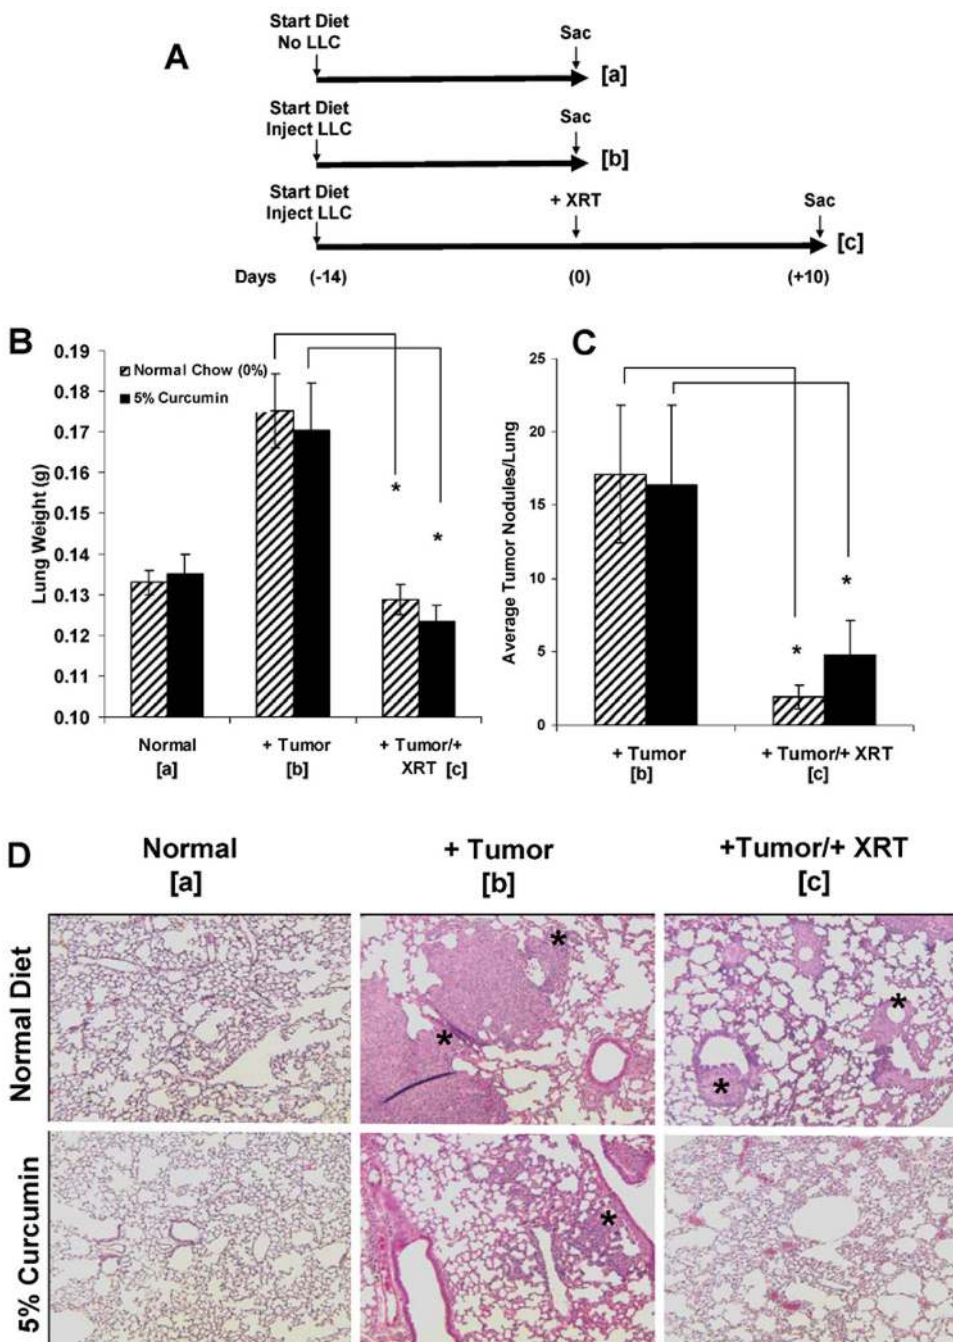 A
Start Diet
No LLC
Sac
[a]
Start Diet
Inject LLC
Sac
[b]
Start Diet
Inject LLC
+ XRT
Sac
[c]
Days (-14) (0) (+10)
B
0.19
0.18
0.17
0.16
0.15
0.14
0.13
0.12
0.11
0.10
Lung Weight (g)
Normal Chow (0%)
5% Curcumin
*
*
Normal
[a]
+ Tumor
[b]
+ Tumor/+
XRT [c]
C
25
20
15
10
5
0
Average Tumor Nodules/Lung
*
*
+ Tumor
[b]
+ Tumor/+ XRT
[c]
D
Normal
[a]
+ Tumor
[b]
+Tumor/+ XRT
[c]
Normal Diet
*
*
*
*
5% Curcumin
*